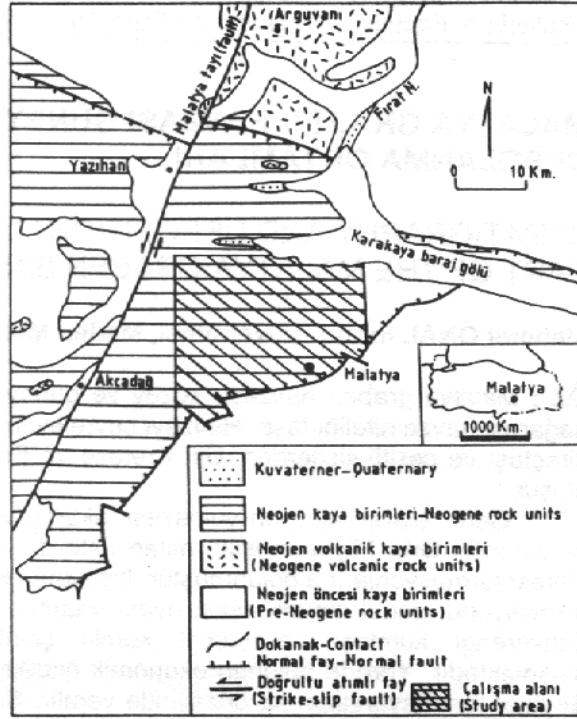 Arguvan
Malatya fayı (fault)
Fırat N.
N
Yazıhan
0 10 Km.
Karakaya baraj gölü
Malatya
Akçadağ
Malatya
1000 Km.
Kuvaterner-Quaternary
Neojen kaya birimleri-Neogene rock units
Neojen volkanik kaya birimleri
(Neogene volcanic rock units)
Neojen öncesi kaya birimleri
(Pre-Neogene rock units)
Dokanak-Contact
Normal fay-Normal fault
Doğrultu atımlı fay
(Strike-slip fault)
Çalışma alanı
(Study area)